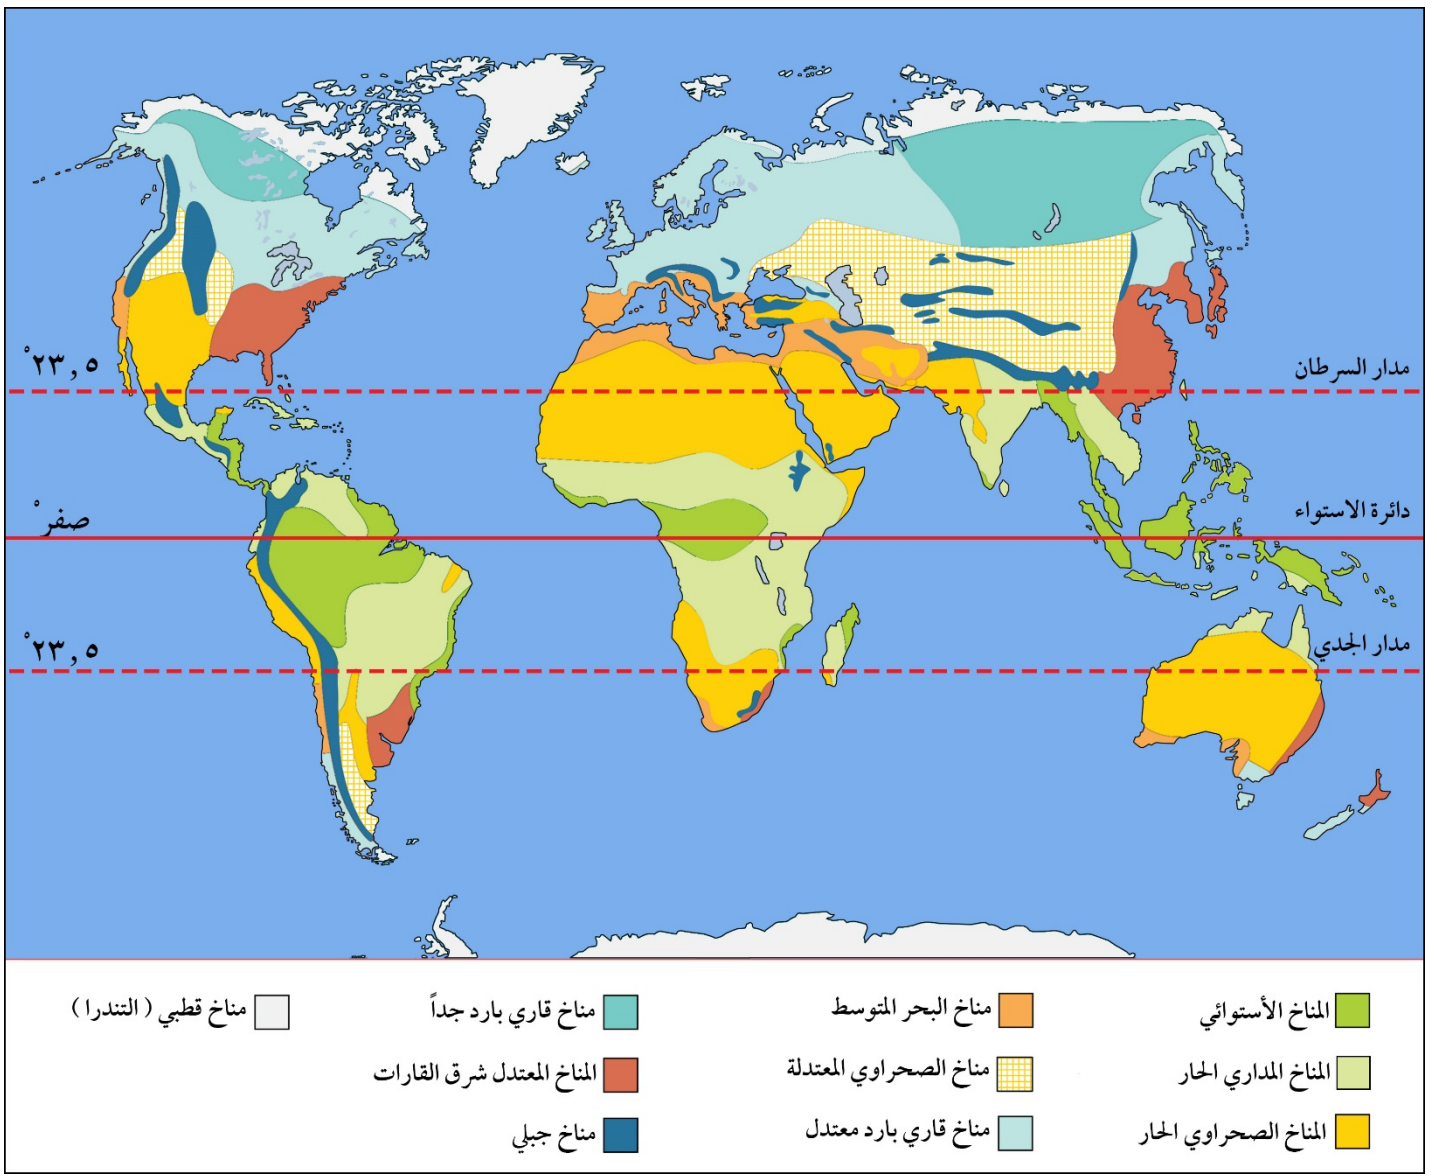 مدار السرطان
٢٣,٥°
دائرة الاستواء
صفر°
مدار الجدي
٢٣,٥°
المناخ الأستوائي
مناخ البحر المتوسط
مناخ قاري بارد جداً
مناخ قطبي ( التندرا )
المناخ المداري الحار
مناخ الصحراوي المعتدلة
المناخ المعتدل شرق القارات
المناخ الصحراوي الحار
مناخ قاري بارد معتدل
مناخ جبلي